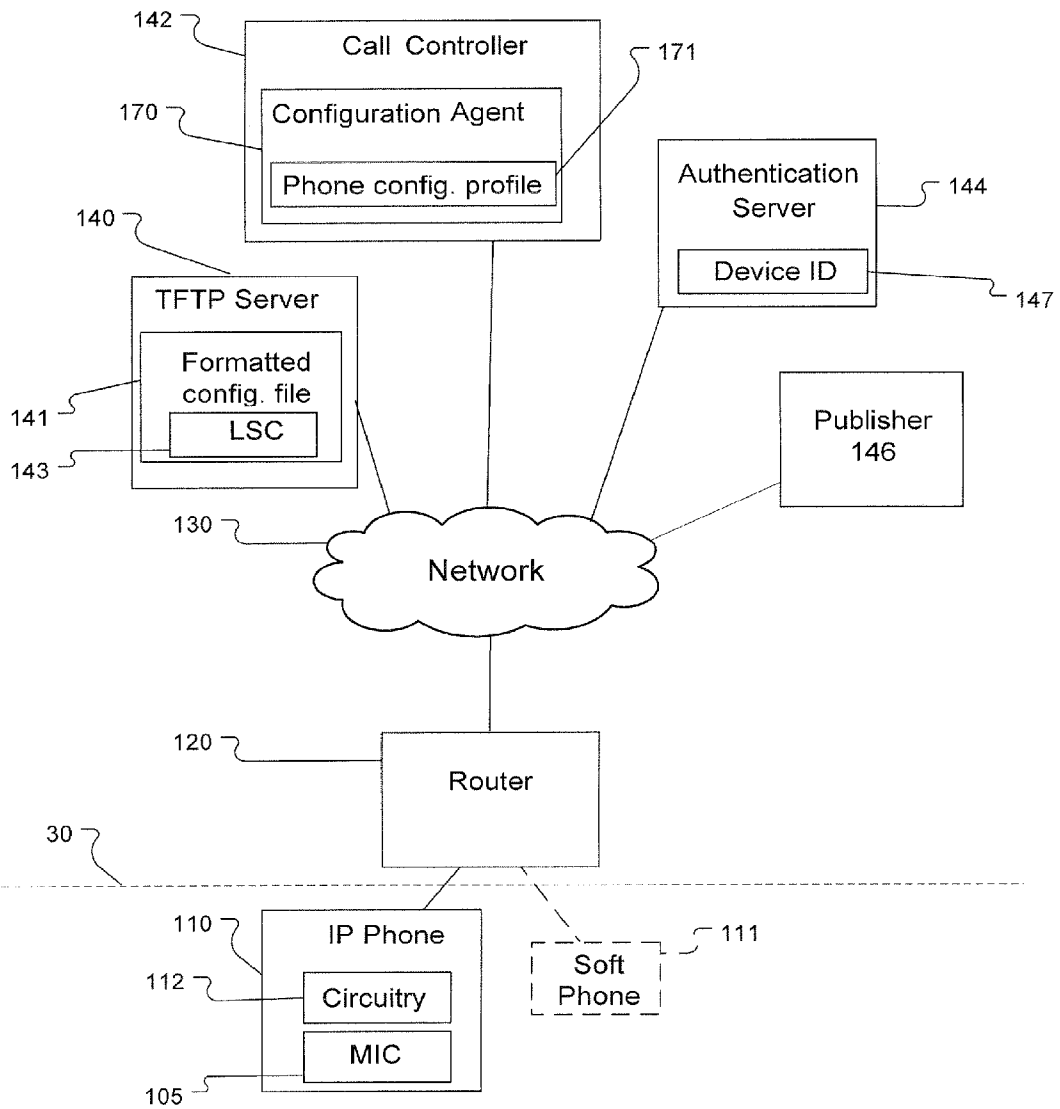 142
Call Controller
171
170
Configuration Agent
Phone config. profile
Authentication
Server
144
Device ID
147
140
TFTP Server
Formatted
config. file
141
LSC
143
Publisher
146
130
Network
120
Router
30
110
IP Phone
111
Soft
Phone
112
Circuitry
MIC
105